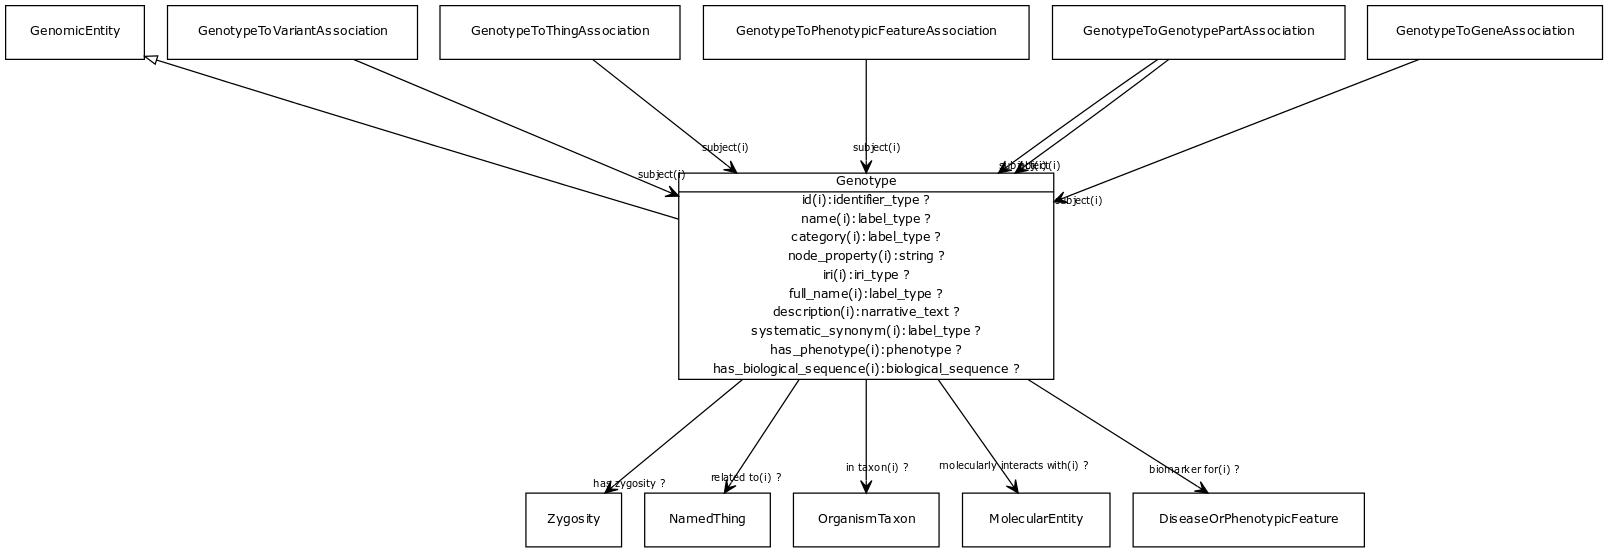 GenomicEntity
GenotypeToVariantAssociation
GenotypeToThingAssociation
GenotypeToPhenotypicFeatureAssociation
GenotypeToGenotypePartAssociation
GenotypeToGeneAssociation
subject(i)
subject(i)
subject(i)
subject(i)
Genotype
id(i):identifier_type ?
name(i):label_type ?
category(i):label_type ?
node_property(i):string ?
iri(i):iri_type ?
full_name(i):label_type ?
description(i):narrative_text ?
systematic_synonym(i):label_type ?
has_phenotype(i):phenotype ?
has_biological_sequence(i):biological_sequence ?
has zygosity ?
related to(i) ?
in taxon(i) ?
molecularly interacts with(i) ?
biomarker for(i) ?
Zygosity
NamedThing
OrganismTaxon
MolecularEntity
DiseaseOrPhenotypicFeature